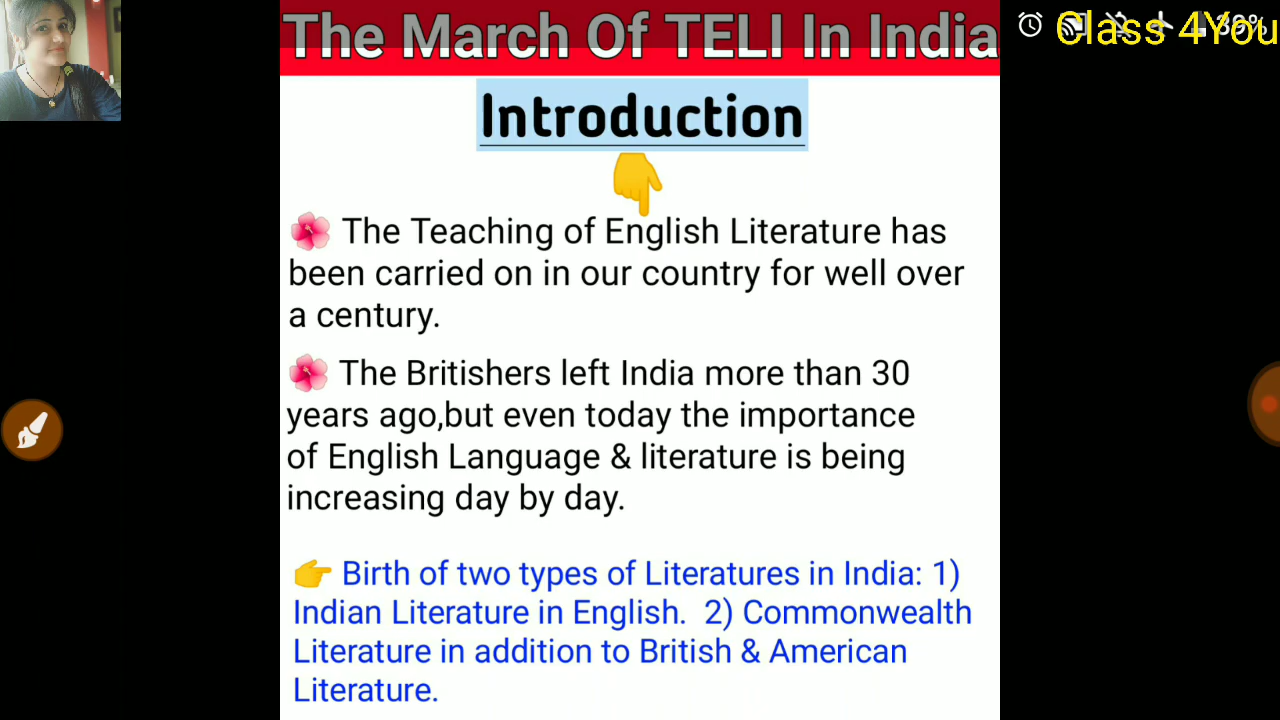 The March Of TELI In India
Class 4You
Introduction
The Teaching of English Literature has
been carried on in our country for well over
a century.
The Britishers left India more than 30
years ago,but even today the importance
of English Language & literature is being
increasing day by day.
Birth of two types of Literatures in India: 1)
Indian Literature in English. 2) Commonwealth
Literature in addition to British & American
Literature.